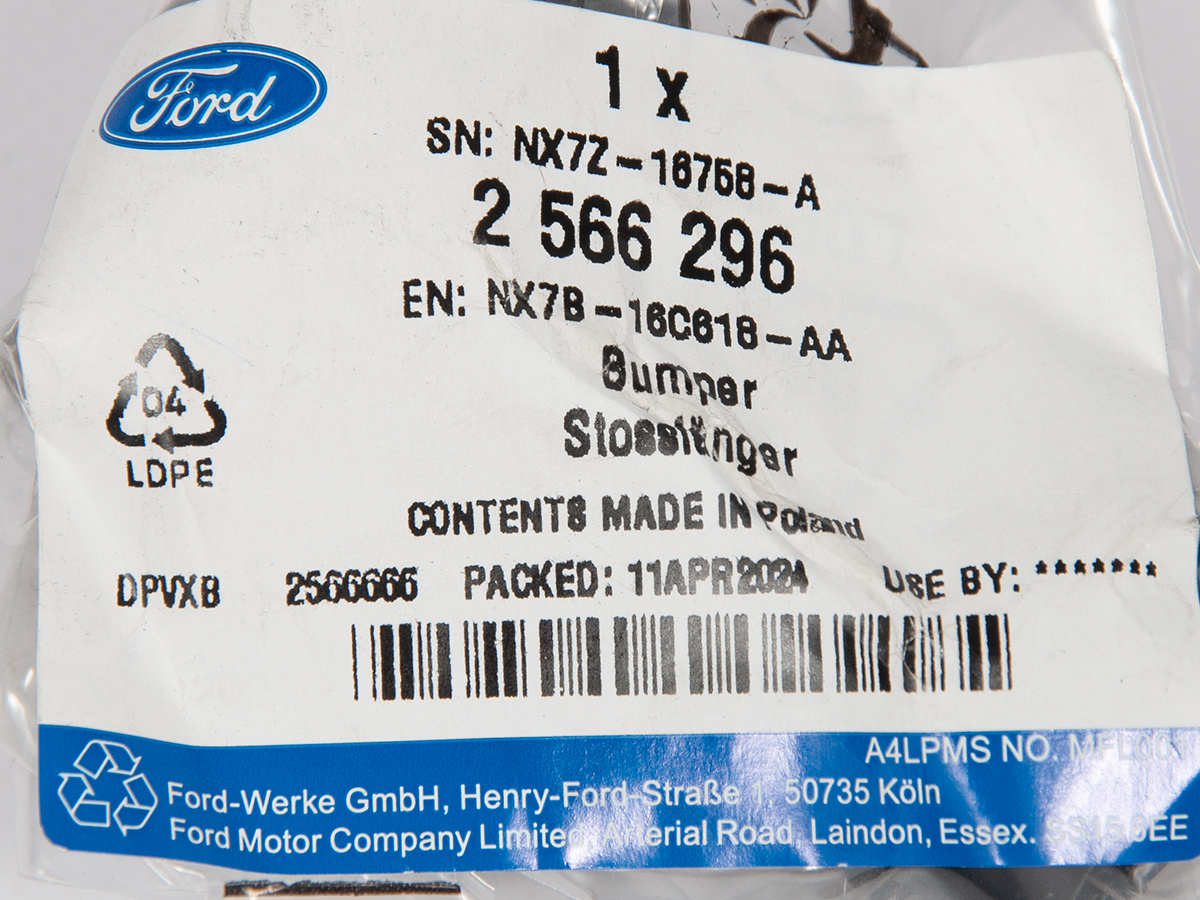 Ford
1 x
SN: NX7Z-16758-A
2 566 296
EN: NX7B-16C618-AA
Bumper
Stossfänger
CONTENTS MADE IN Poland
04
LDPE
DPVXB 2566666 PACKED: 11APR2024 USE BY: *******
A4LPMS NO.
Ford-Werke GmbH, Henry-Ford-Straße 1, 50735 Köln
Ford Motor Company Limited, Arterial Road, Laindon, Essex.